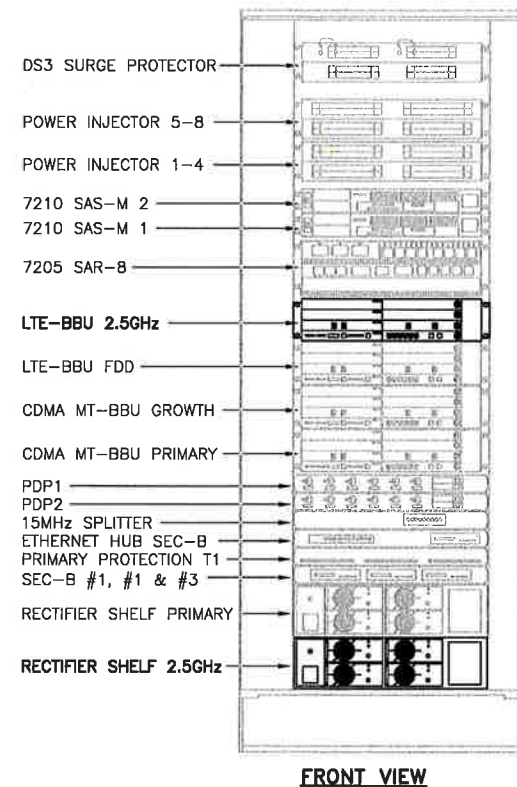 DS3 SURGE PROTECTOR
POWER INJECTOR 5-8
POWER INJECTOR 1-4
7210 SAS-M 2
7210 SAS-M 1
7205 SAR-8
LTE-BBU 2.5GHz
LTE-BBU FDD
CDMA MT-BBU GROWTH
CDMA MT-BBU PRIMARY
PDP1
PDP2
15MHz SPLITTER
ETHERNET HUB SEC-B
PRIMARY PROTECTION T1
SEC-B #1, #1 & #3
RECTIFIER SHELF PRIMARY
RECTIFIER SHELF 2.5GHz
FRONT VIEW